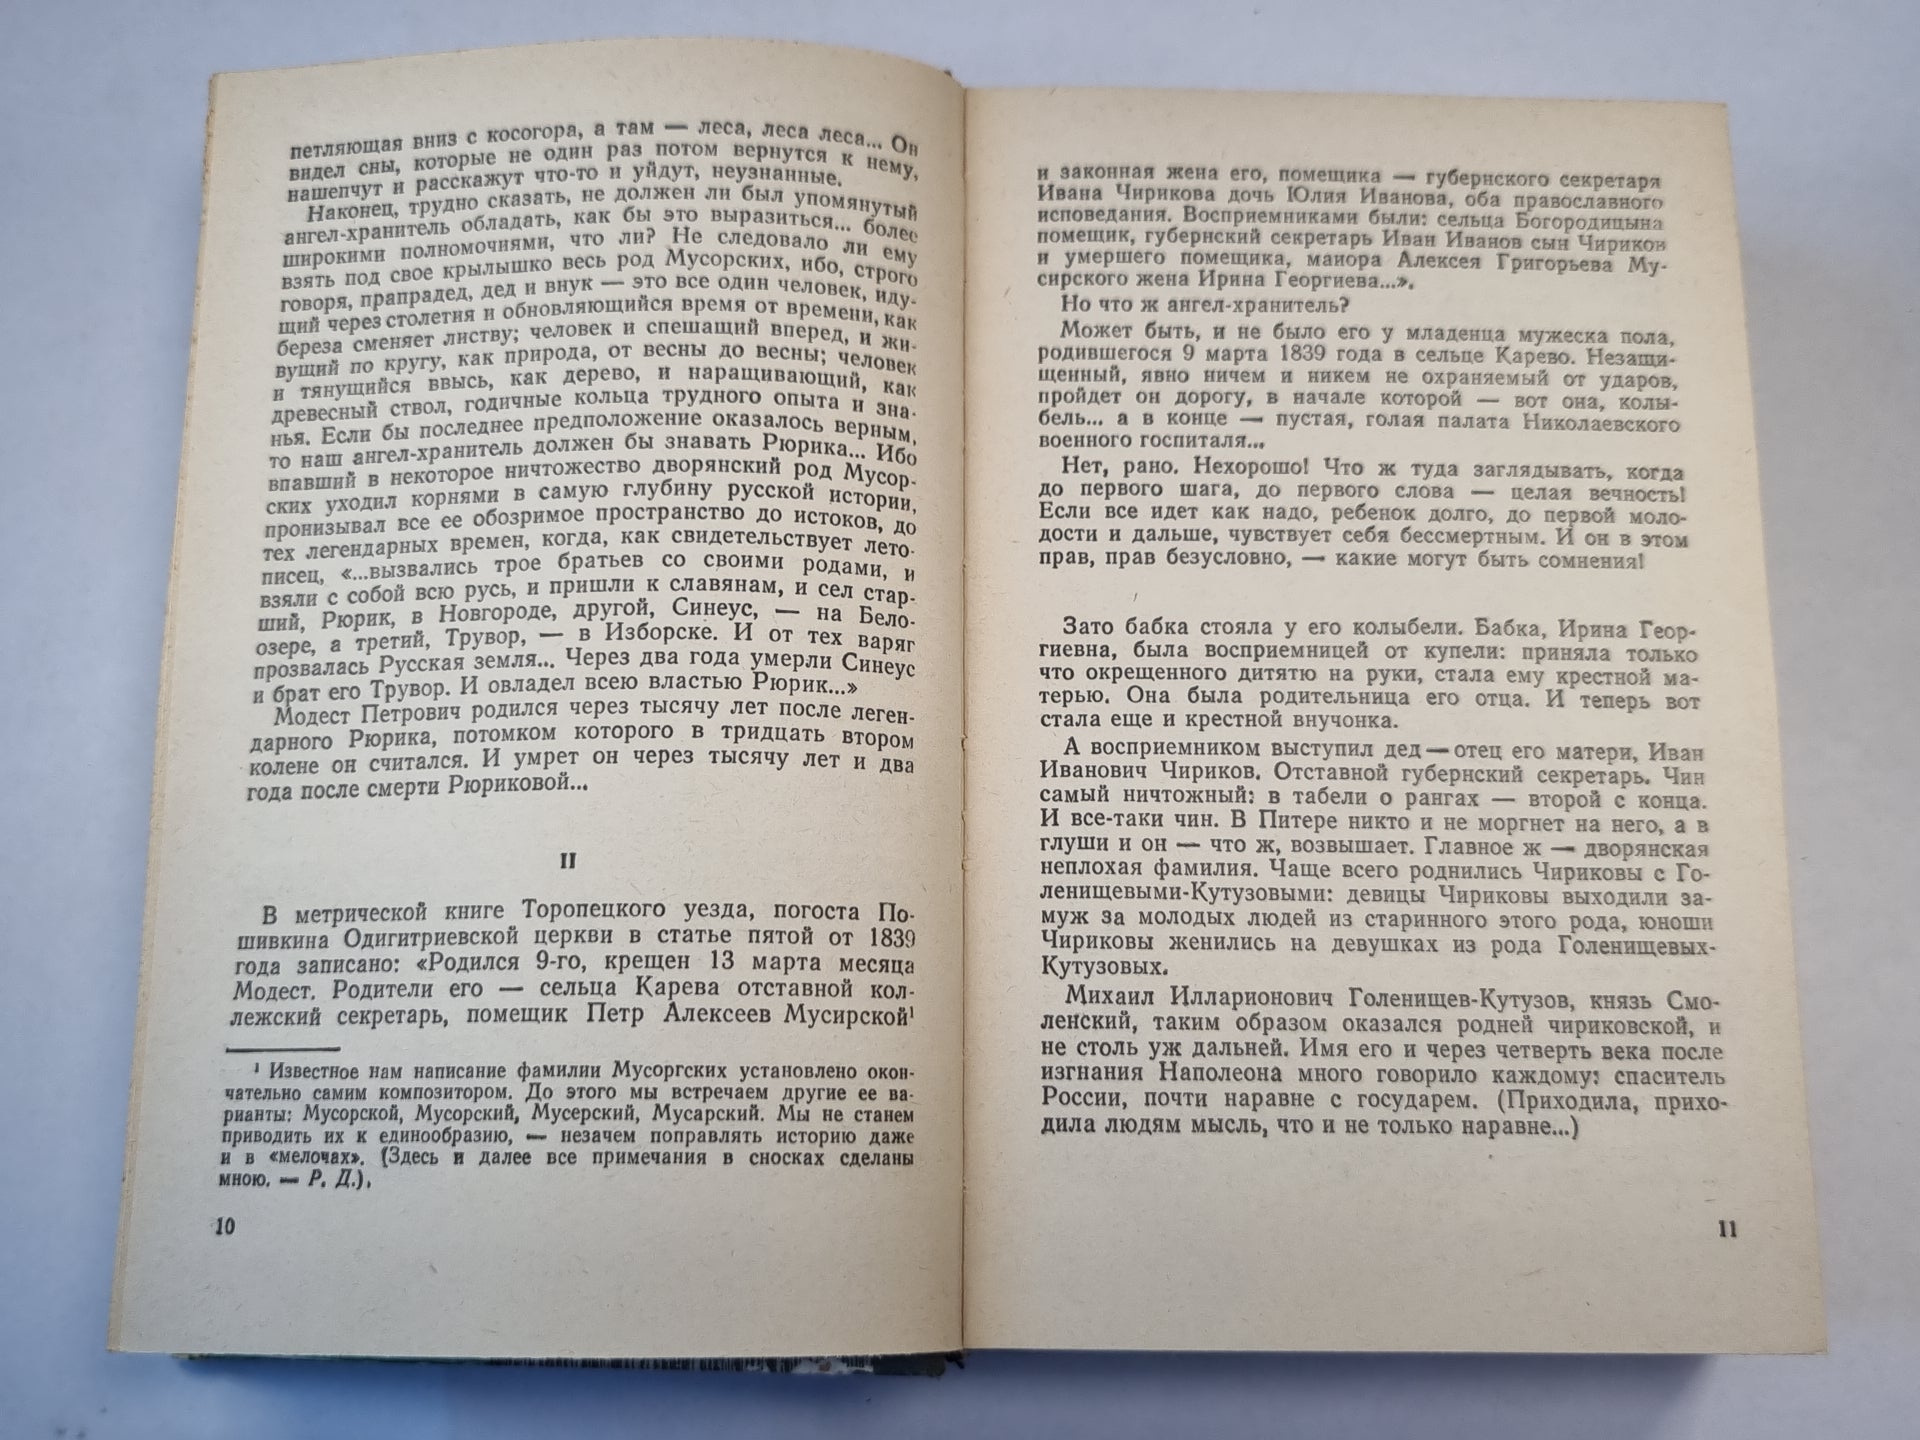 петляющая вниз с косогора, а там — леса, леса леса... Он
видел сны, которые не один раз потом вернутся к нему,
нашепчут и расскажут что-то и уйдут, неузнанные.
Наконец, трудно сказать, не должен ли был упомянутый
ангел-хранитель обладать, как бы это выразиться... более
широкими полномочиями, что ли? Не следовало ли ему
взять под свое крылышко весь род Мусорских, ибо, строго
говоря, прапрадед, дед и внук — это все один человек, иду-
щий через столетия и обновляющийся время от времени, как
береза сменяет листву; человек и спешащий вперед, и жи-
вущий по кругу, как природа, от весны до весны; человек
и тянущийся ввысь, как дерево, и наращивающий, как
древесный ствол, годичные кольца трудного опыта и зна-
нья. Если бы последнее предположение оказалось верным,
то наш ангел-хранитель должен бы знавать Рюрика... Ибо
впавший в некоторое ничтожество дворянский род Мусор-
ских уходил корнями в самую глубину русской истории,
пронизывал все ее обозримое пространство до истоков, до
тех легендарных времен, когда, как свидетельствует лето-
писец, «...вызвались трое братьев со своими родами, и
взяли с собой всю русь, и пришли к славянам, и сел стар-
ший, Рюрик, в Новгороде, другой, Синеус, — на Бело-
озере, а третий, Трувор, — в Изборске. И от тех варяг
прозвалась Русская земля... Через два года умерли Синеус
и брат его Трувор. И овладел всею властью Рюрик...»
Модест Петрович родился через тысячу лет после леген-
дарного Рюрика, потомком которого в тридцать втором
колене он считался. И умрет он через тысячу лет и два
года после смерти Рюриковой...
II
В метрической книге Торопецкого уезда, погоста По-
шивкина Одигитриевской церкви в статье пятой от 1839
года записано: «Родился 9-го, крещен 13 марта месяца
Модест. Родители его — сельца Карева отставной кол-
лежский секретарь, помещик Петр Алексеев Мусирской¹
¹ Известное нам написание фамилии Мусоргских установлено окон-
чательно самим композитором. До этого мы встречаем другие ее ва-
рианты: Мусорской, Мусорский, Мусерский, Мусарский. Мы не станем
приводить их к единообразию, — незачем поправлять историю даже
и в «мелочах». (Здесь и далее все примечания в сносках сделаны
мною. — Р. Д.).
10
и законная жена его, помещика — губернского секретаря
Ивана Чирикова дочь Юлия Иванова, оба православного
исповедания. Восприемниками были: сельца Богородицына
помещик, губернский секретарь Иван Иванов сын Чириков
и умершего помещика, маиора Алексея Григорьева Му-
сирского жена Ирина Георгиева...».
Но что ж ангел-хранитель?
Может быть, и не было его у младенца мужеска пола,
родившегося 9 марта 1839 года в сельце Карево. Незащи-
щенный, явно ничем и никем не охраняемый от ударов,
пройдет он дорогу, в начале которой — вот она, колы-
бель... а в конце — пустая, голая палата Николаевского
военного госпиталя...
Нет, рано. Нехорошо! Что ж туда заглядывать, когда
до первого шага, до первого слова — целая вечность!
Если все идет как надо, ребенок долго, до первой моло-
дости и дальше, чувствует себя бессмертным. И он в этом
прав, прав безусловно, — какие могут быть сомнения!
Зато бабка стояла у его колыбели. Бабка, Ирина Геор-
гиевна, была восприемницей от купели: приняла только
что окрещенного дитятю на руки, стала ему крестной ма-
терью. Она была родительница его отца. И теперь вот
стала еще и крестной внучонка.
А восприемником выступил дед — отец его матери, Иван
Иванович Чириков. Отставной губернский секретарь. Чин
самый ничтожный: в табели о рангах — второй с конца.
И все-таки чин. В Питере никто и не моргнет на него, а в
глуши и он — что ж, возвышает. Главное ж — дворянская
неплохая фамилия. Чаще всего роднились Чириковы с Го-
ленищевыми-Кутузовыми: девицы Чириковы выходили за-
муж за молодых людей из старинного этого рода, юноши
Чириковы женились на девушках из рода Голенищевых-
Кутузовых.
Михаил Илларионович Голенищев-Кутузов, князь Смо-
ленский, таким образом оказался родней чириковской, и
не столь уж дальней. Имя его и через четверть века после
изгнания Наполеона много говорило каждому: спаситель
России, почти наравне с государем. (Приходила, прихо-
дила людям мысль, что и не только наравне...)
11